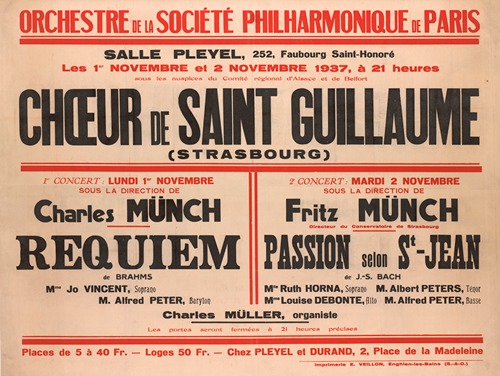 ORCHESTRE DE LA SOCIÉTÉ PHILHARMONIQUE DE PARIS
SALLE PLEYEL, 252, Faubourg Saint-Honoré
Les 1er NOVEMBRE et 2 NOVEMBRE 1937, à 21 heures
sous les auspices du Comité régional d'Alsace et de Belfort
CHŒUR DE SAINT GUILLAUME
(STRASBOURG)
1er CONCERT : LUNDI 1er NOVEMBRE
SOUS LA DIRECTION DE
Charles MÜNCH
REQUIEM
de BRAHMS
Mme Jo VINCENT, Soprano
M. Alfred PETER, Baryton
2e CONCERT : MARDI 2 NOVEMBRE
SOUS LA DIRECTION DE
Fritz MÜNCH
Directeur du Conservatoire de Strasbourg
PASSION selon St-JEAN
de J.-S. BACH
Mme Ruth HORNA, Soprano M. Albert PETERS, Ténor
Mme Louise DEBONTE, Alto M. Alfred PETER, Basse
Charles MÜLLER, organiste
Les portes seront fermées à 21 heures précises
Places de 5 à 40 Fr. — Loges 50 Fr. — Chez PLEYEL et DURAND, 2, Place de la Madeleine
Imprimerie E. VEILLON, Enghien-les-Bains (S.-&-O.)